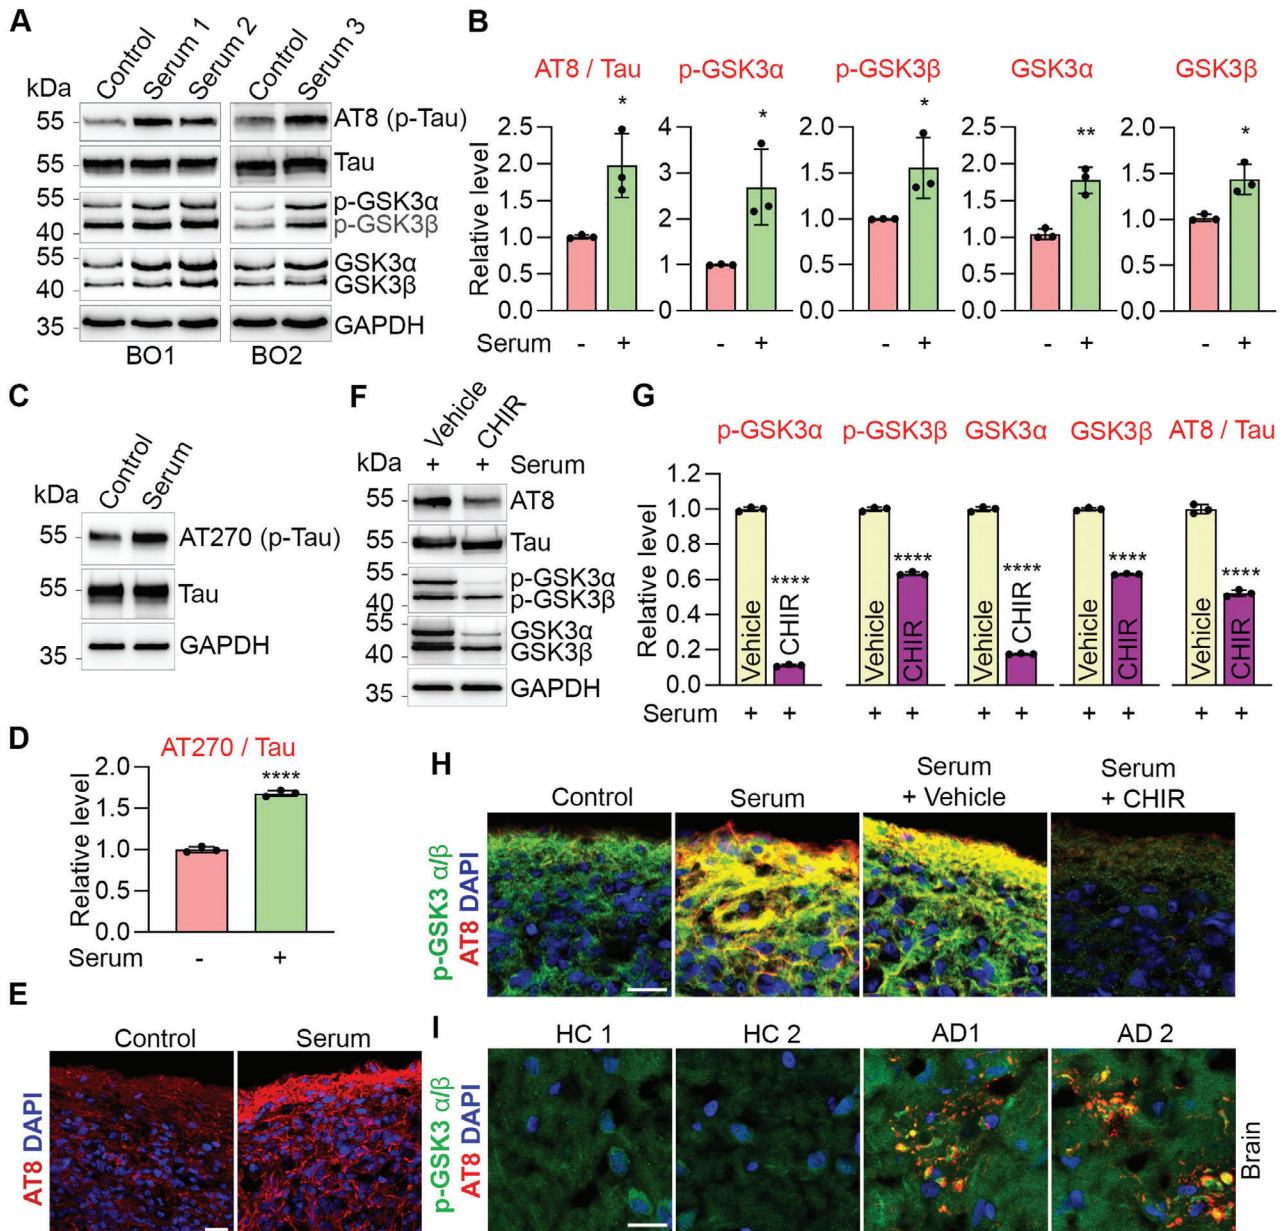 A
Control
Serum 1
Serum 2
Control
Serum 3
kDa
55
AT8 (p-Tau)
55
Tau
55
p-GSK3α
p-GSK3β
40
55
GSK3α
GSK3β
40
35
GAPDH
BO1
BO2
B
AT8 / Tau
p-GSK3α
p-GSK3β
GSK3α
GSK3β
Relative level
2.5
2.0
1.5
1.0
0.5
0.0
*
4
3
2
1
0
*
2.0
1.5
1.0
0.5
0.0
*
2.5
2.0
1.5
1.0
0.5
0.0
**
2.0
1.5
1.0
0.5
0.0
*
Serum
- + - + - + - + - +
C
Control
Serum
kDa
55
AT270 (p-Tau)
55
Tau
35
GAPDH
D
AT270 / Tau
Relative level
2.0
1.5
1.0
0.5
0.0
****
Serum - +
E
Control
Serum
AT8 DAPI
F
Vehicle
CHIR
kDa
+ + Serum
55
AT8
55
Tau
55
p-GSK3α
40
p-GSK3β
55
GSK3α
40
GSK3β
35
GAPDH
G
p-GSK3α
p-GSK3β
GSK3α
GSK3β
AT8 / Tau
Relative level
1.2
1.0
0.8
0.6
0.4
0.2
0.0
****
Vehicle
CHIR
****
Vehicle
CHIR
****
Vehicle
CHIR
****
Vehicle
CHIR
****
Vehicle
CHIR
Serum + + + + + + + + + +
H
Control
Serum
Serum
+ Vehicle
Serum
+ CHIR
p-GSK3 α/β
AT8 DAPI
I
HC 1
HC 2
AD1
AD 2
p-GSK3 α/β
AT8 DAPI
Brain